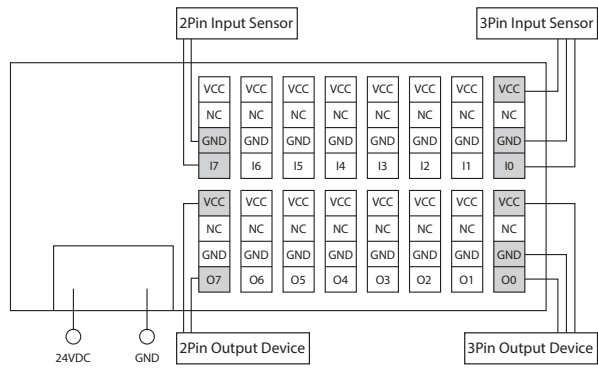 2Pin Input Sensor 3Pin Input Sensor
VCC VCC VCC VCC VCC VCC VCC VCC
NC NC NC NC NC NC NC NC
GND GND GND GND GND GND GND GND
I7 I6 I5 I4 I3 I2 I1 I0
VCC VCC VCC VCC VCC VCC VCC VCC
NC NC NC NC NC NC NC NC
GND GND GND GND GND GND GND GND
O7 O6 O5 O4 O3 O2 O1 O0
24VDC GND 2Pin Output Device 3Pin Output Device